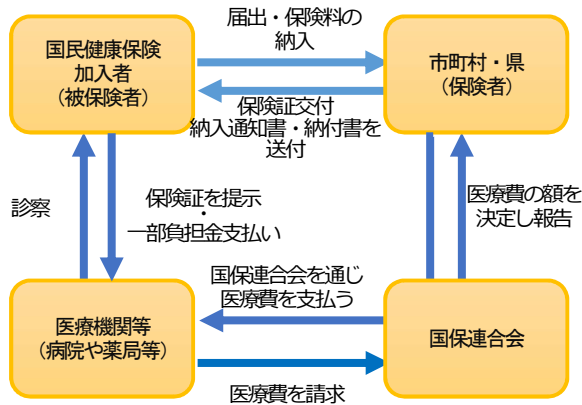 届出・保険料の
納入
国民健康保険
加入者
（被保険者）
市町村・県
（保険者）
保険証交付
納入通知書・納付書を
送付
診察
保険証を提示
・
一部負担金支払い
医療費の額を
決定し報告
国保連合会を通じ
医療費を支払う
医療機関等
（病院や薬局等）
国保連合会
医療費を請求